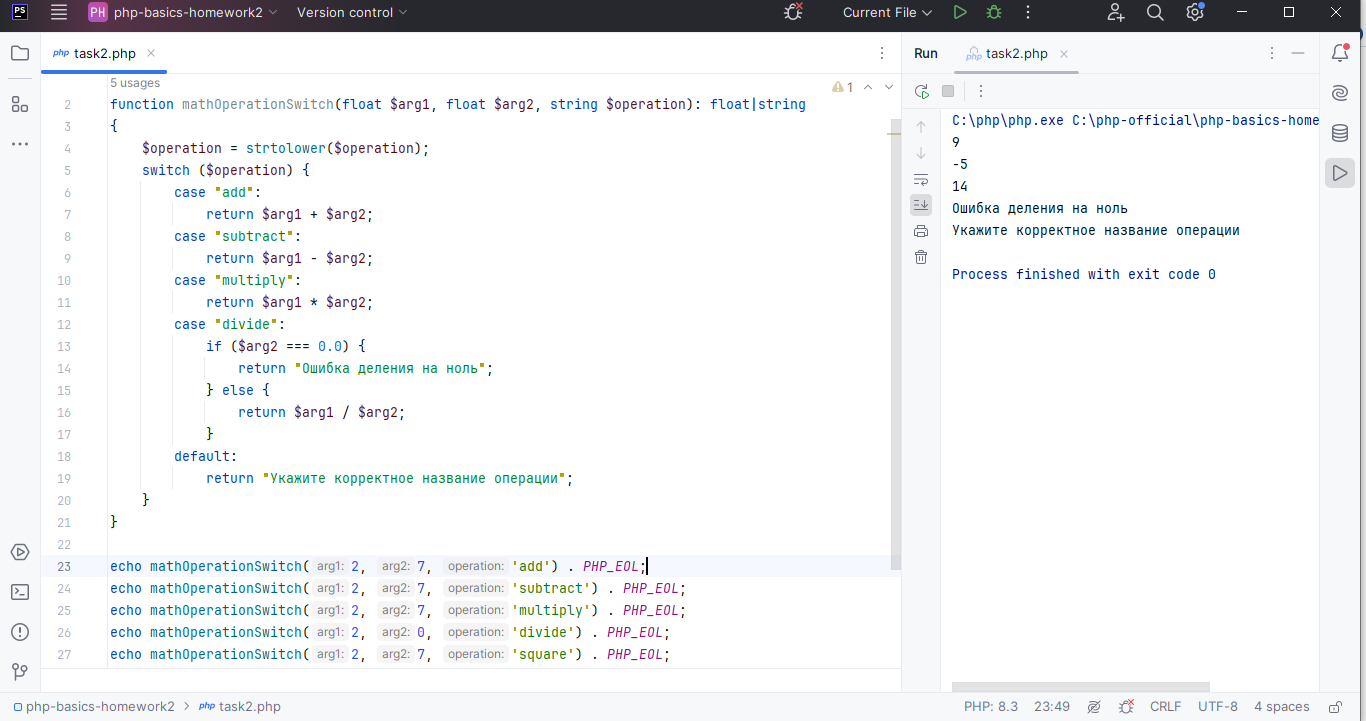 PS
PH php-basics-homework2 Version control Current File
php task2.php
Run php task2.php
5 usages
1
2 function mathOperationSwitch(float $arg1, float $arg2, string $operation): float|string
3 {
4 $operation = strtolower($operation);
5 switch ($operation) {
6 case "add":
7 return $arg1 + $arg2;
8 case "subtract":
9 return $arg1 - $arg2;
10 case "multiply":
11 return $arg1 * $arg2;
12 case "divide":
13 if ($arg2 === 0.0) {
14 return "Ошибка деления на ноль";
15 } else {
16 return $arg1 / $arg2;
17 }
18 default:
19 return "Укажите корректное название операции";
20 }
21 }
22
23 echo mathOperationSwitch( arg1: 2, arg2: 7, operation: 'add') . PHP_EOL;
24 echo mathOperationSwitch( arg1: 2, arg2: 7, operation: 'subtract') . PHP_EOL;
25 echo mathOperationSwitch( arg1: 2, arg2: 7, operation: 'multiply') . PHP_EOL;
26 echo mathOperationSwitch( arg1: 2, arg2: 0, operation: 'divide') . PHP_EOL;
27 echo mathOperationSwitch( arg1: 2, arg2: 7, operation: 'square') . PHP_EOL;
C:\php\php.exe C:\php-official\php-basics-home
9
-5
14
Ошибка деления на ноль
Укажите корректное название операции
Process finished with exit code 0
php-basics-homework2 > php task2.php
PHP: 8.3 23:49 CRLF UTF-8 4 spaces